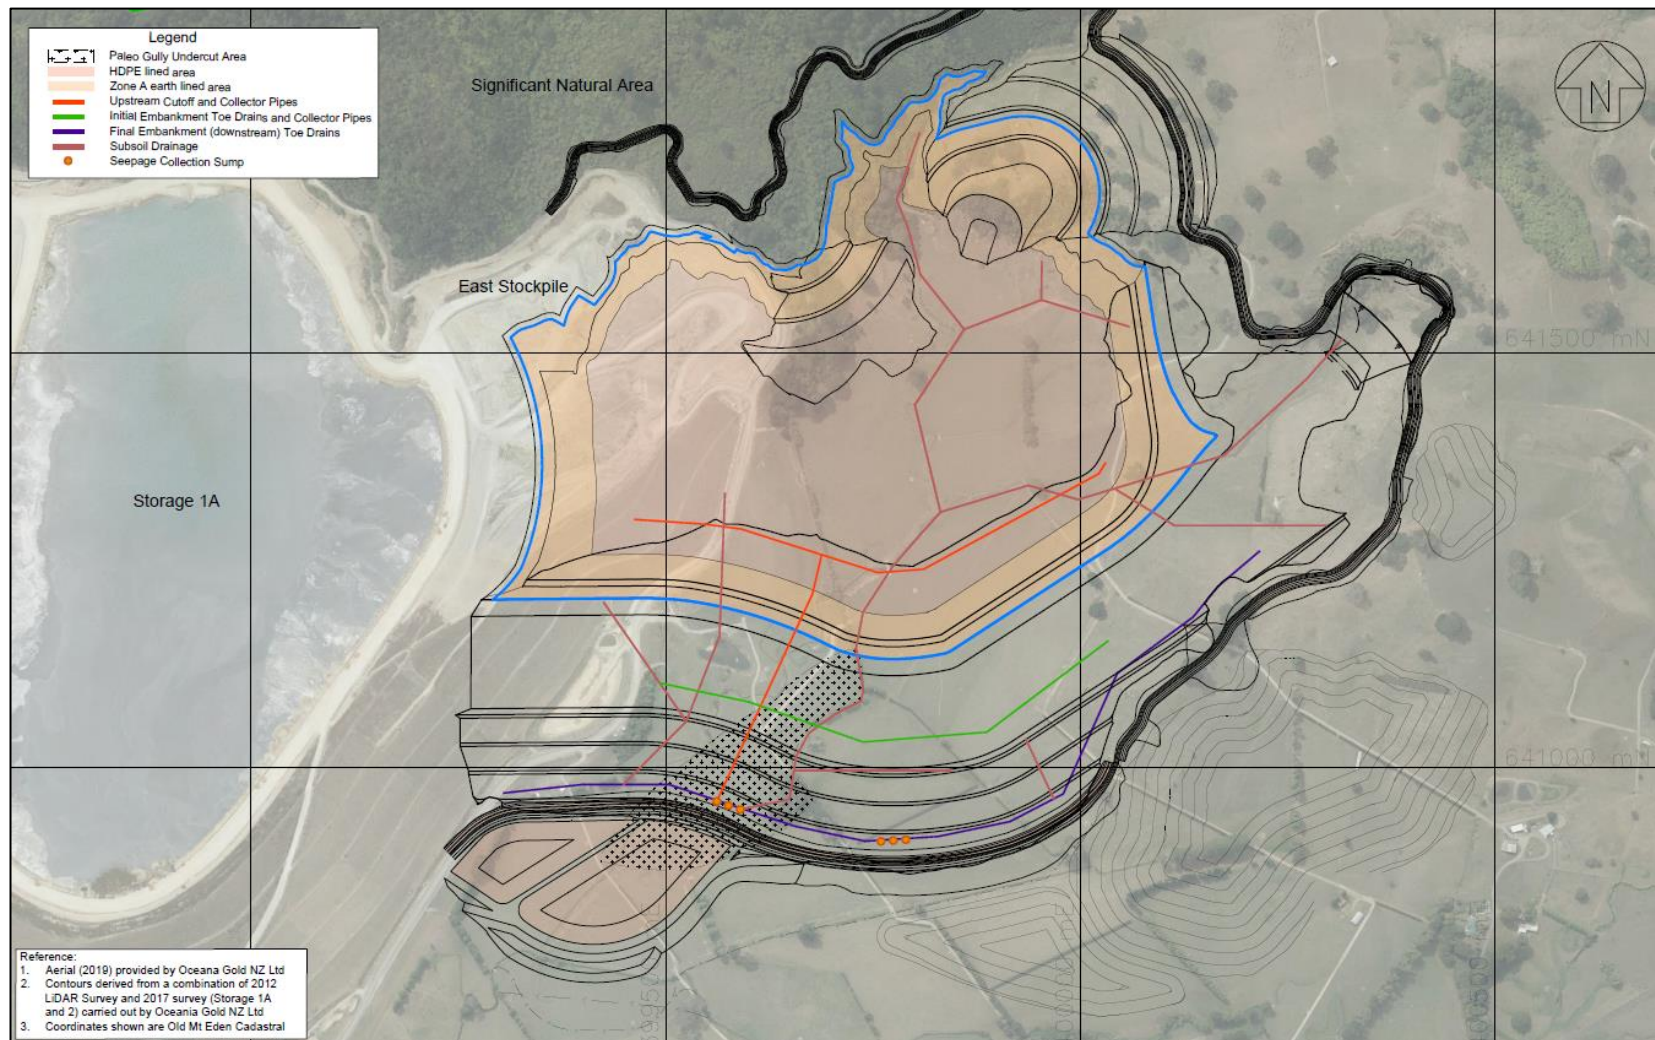 Legend
Paleo Gully Undercut Area
HDPE lined area
Zone A earth lined area
Upstream Cutoff and Collector Pipes
Initial Embankment Toe Drains and Collector Pipes
Final Embankment (downstream) Toe Drains
Subsoil Drainage
Seepage Collection Sump
Significant Natural Area
N
East Stockpile
641500 mN
Storage 1A
641000 mN
Reference:
1. Aerial (2019) provided by Oceana Gold NZ Ltd
2. Contours derived from a combination of 2012
LiDAR Survey and 2017 survey (Storage 1A
and 2) carried out by Oceania Gold NZ Ltd
3. Coordinates shown are Old Mt Eden Cadastral